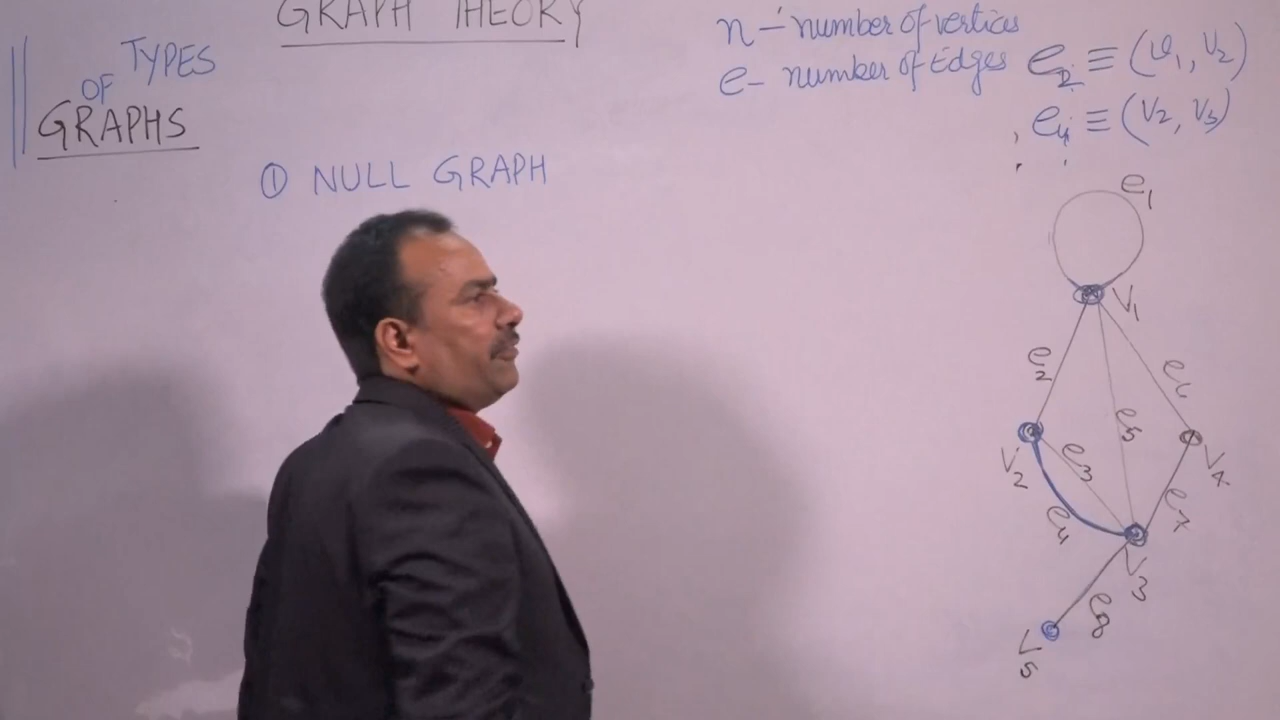 GRAPH THEORY
TYPES
OF
GRAPHS
① NULL GRAPH
n - number of vertices
e - number of Edges
e2 ≡ (v1, v2)
e4 ≡ (v2, v3)
e1
v1
e2
e6
e5
v2
e3
v4
e4
e7
v3
e8
v5